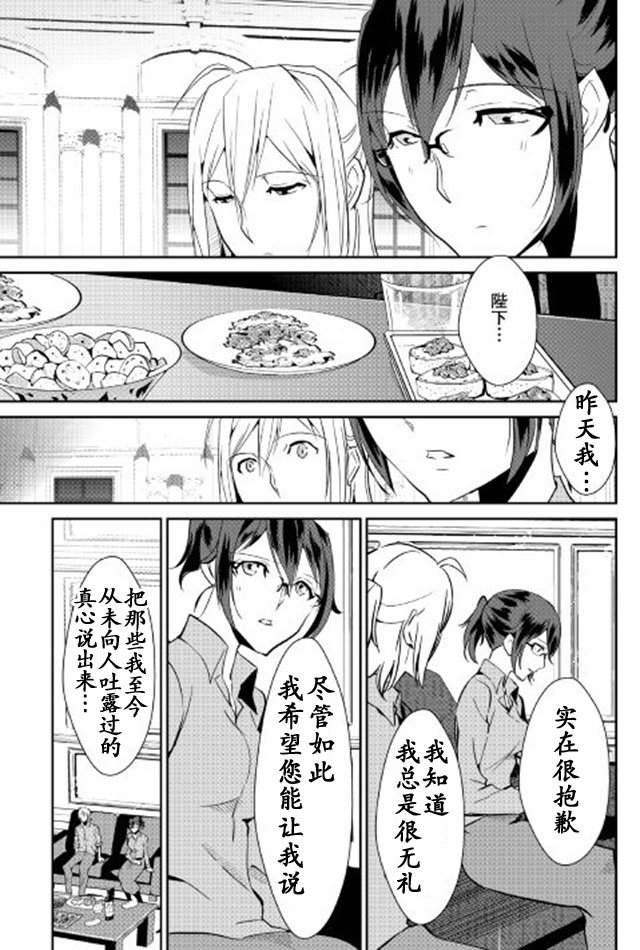 陛下…
昨天我…
实在很抱歉
我知道
我总是很无礼
尽管如此
我希望您能让我说
把那些我至今
从未向人吐露过的
真心说出来…